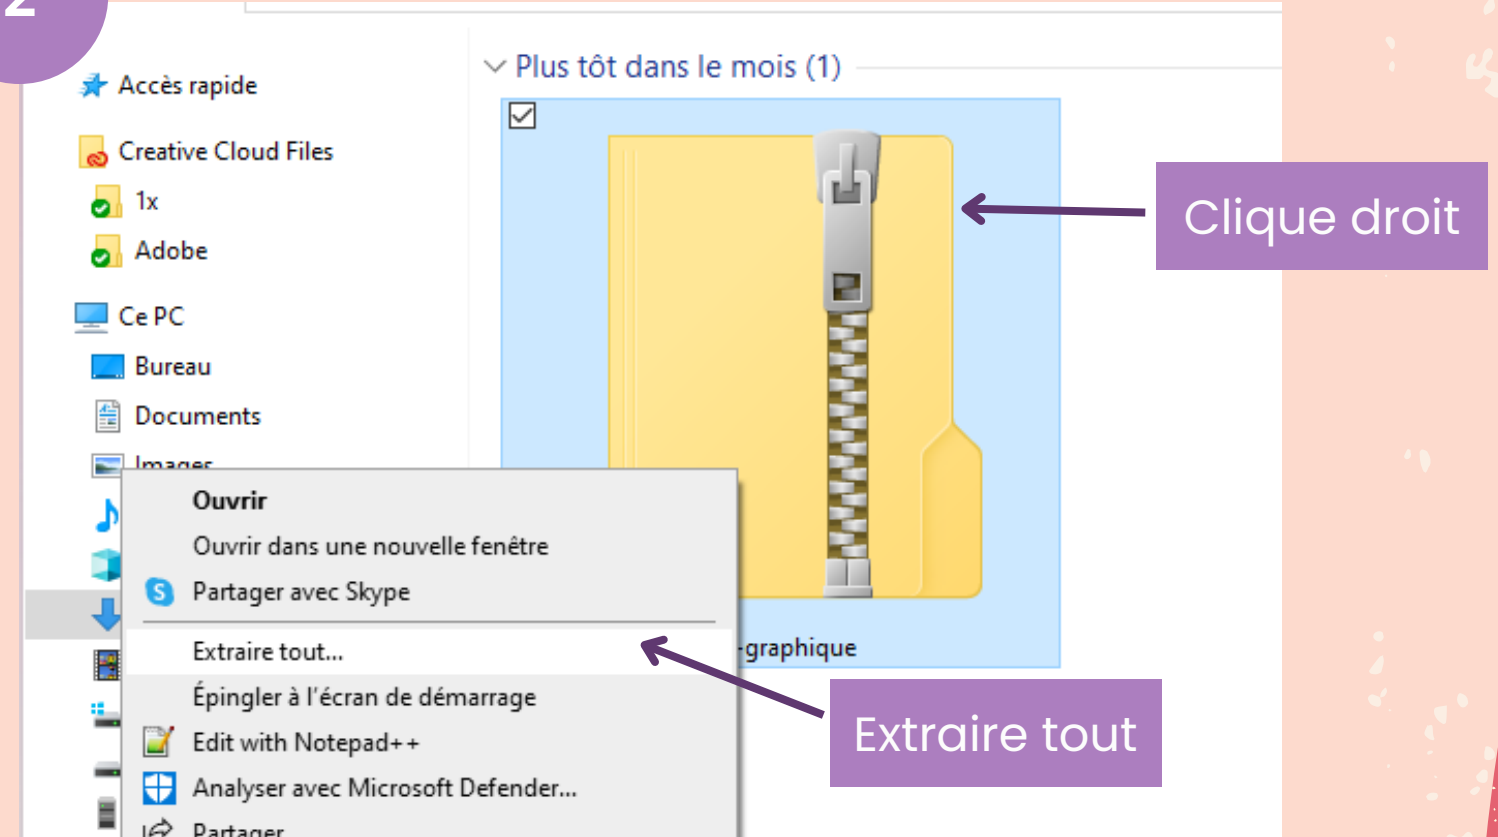 2
Accès rapide
Creative Cloud Files
1x
Adobe
Ce PC
Bureau
Documents
Images
Plus tôt dans le mois (1)
Clique droit
Ouvrir
Ouvrir dans une nouvelle fenêtre
Partager avec Skype
Extraire tout...
Épingler à l'écran de démarrage
Edit with Notepad++
Analyser avec Microsoft Defender...
Partager
-graphique
Extraire tout